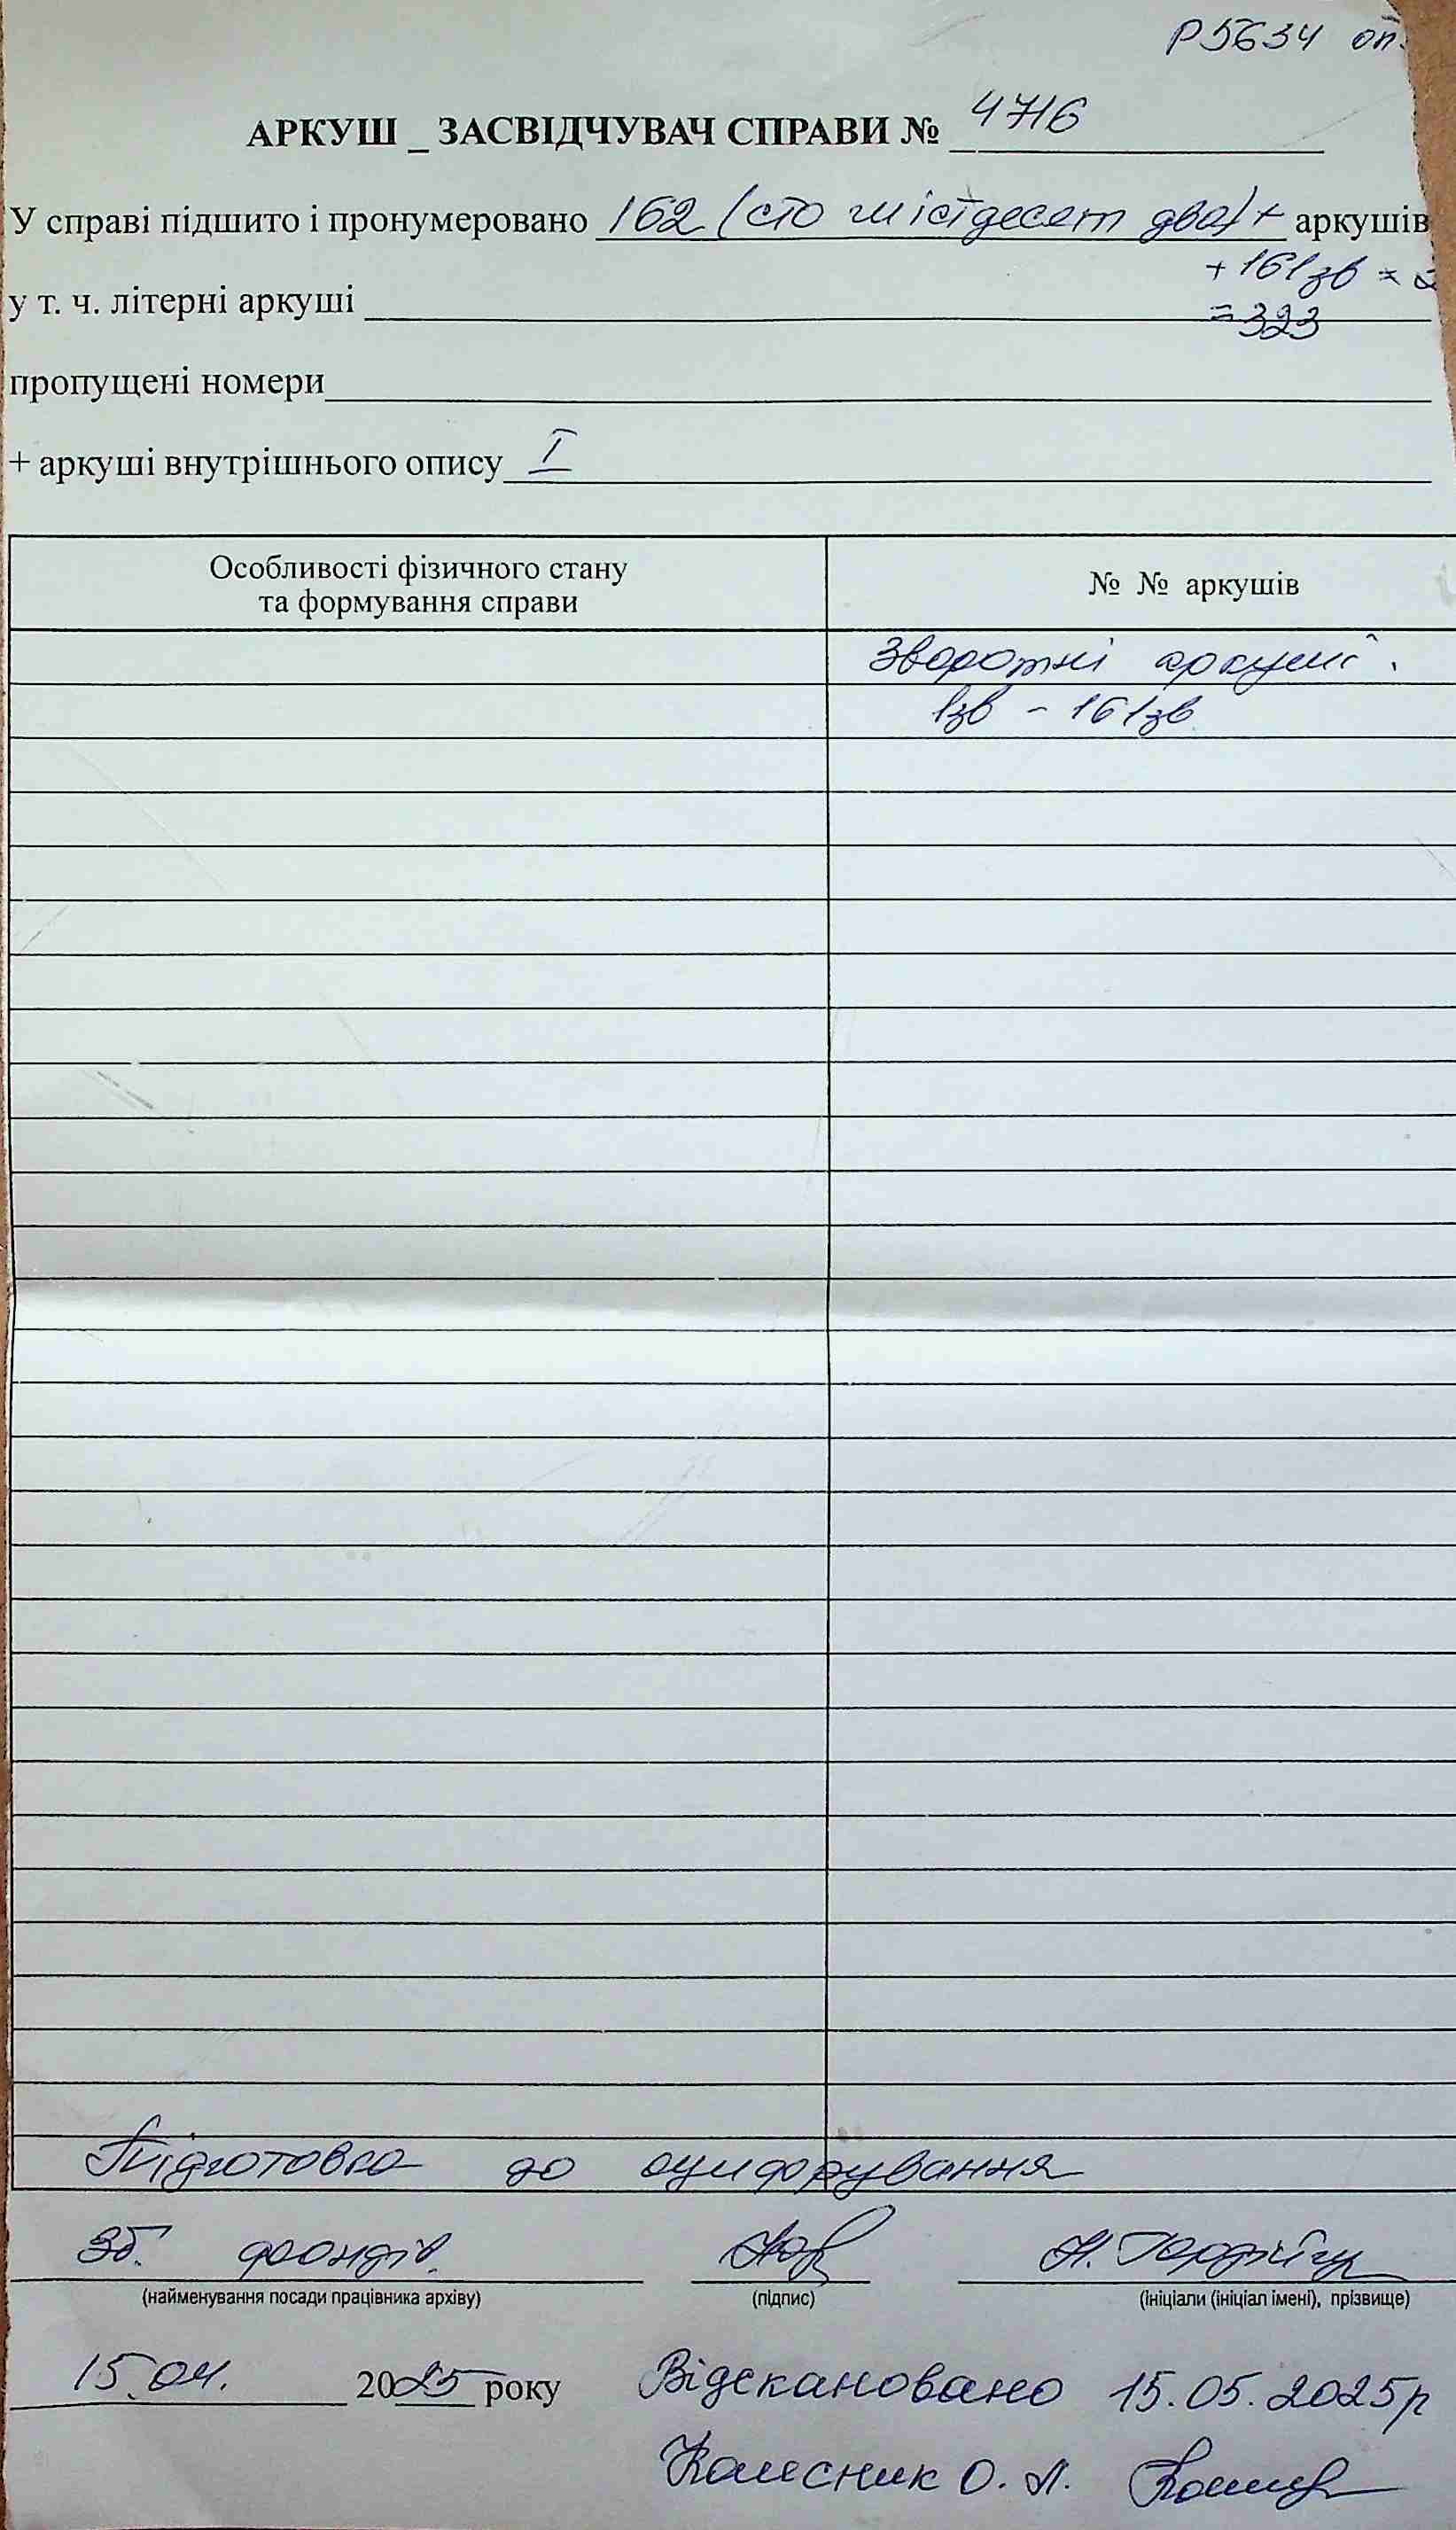 Р5634 оп.
АРКУШ _ ЗАСВІДЧУВАЧ СПРАВИ № 4716
У справі підшито і пронумеровано 162 (сто шістдесят два) + аркушів
+ 161зв =
у т. ч. літерні аркуші = 323
пропущені номери
+ аркуші внутрішнього опису I
Особливості фізичного стану та формування справи
№ № аркушів
Зворотні аркуші.
1зв - 161зв
Підготовка до оцифрування
Зб. фондів.
(найменування посади працівника архіву) (підпис) (ініціали (ініціал імені), прізвище)
15.04. 2025 року
Відскановано 15.05.2025р
Колесник О. Л.